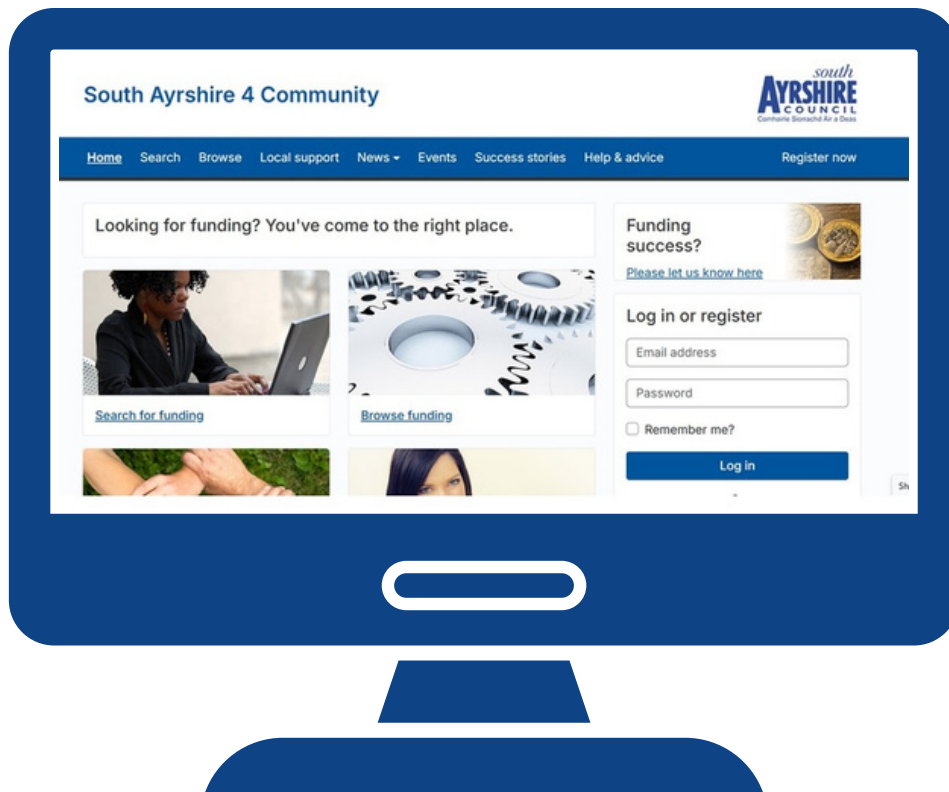 South Ayrshire 4 Community
south
AYRSHIRE
COUNCIL
Comhairle Siorrachd Àir a Deas
Home Search Browse Local support News Events Success stories Help & advice Register now
Looking for funding? You've come to the right place.
Funding
success?
Please let us know here
Log in or register
Email address
Password
Remember me?
Log in
Search for funding
Browse funding
Sh